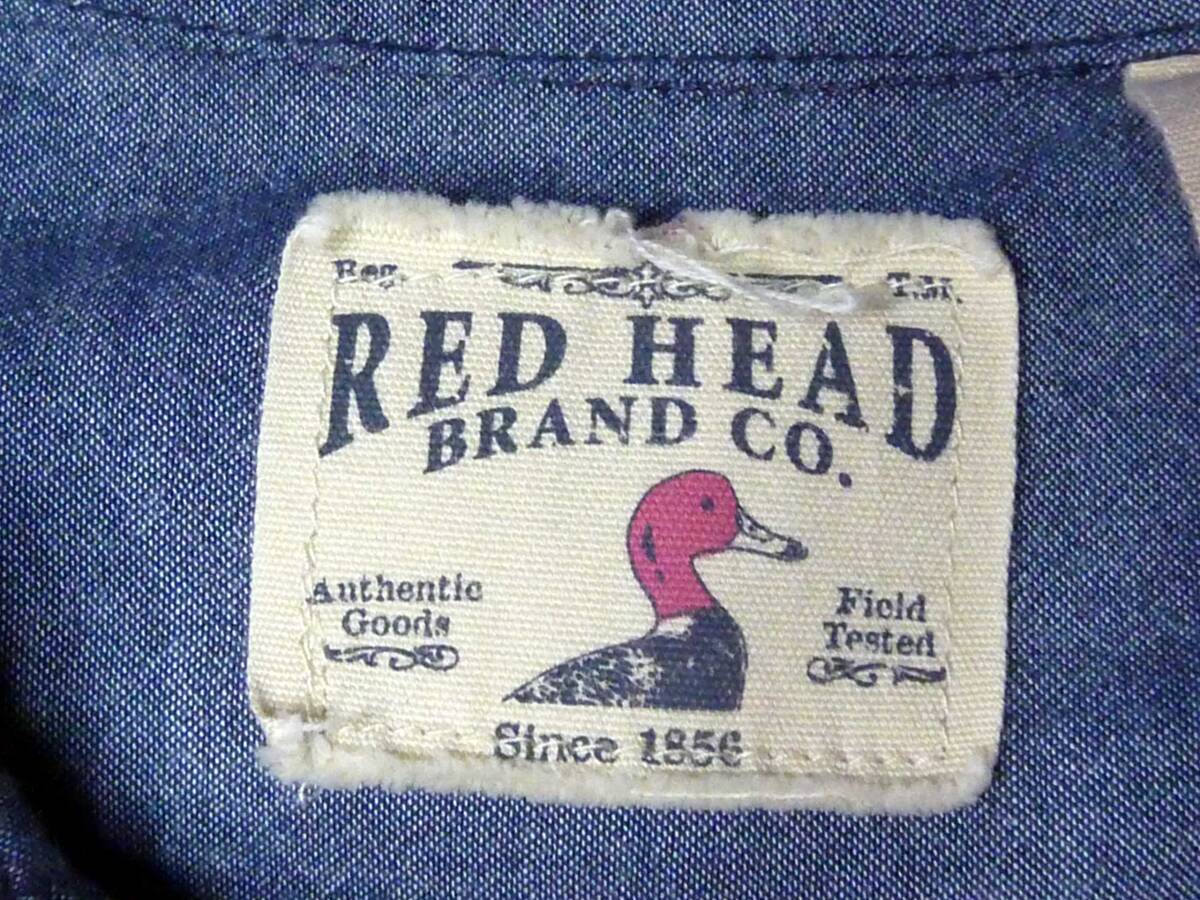 Reg. T.M.
RED HEAD
BRAND CO.
Authentic
Goods
Field
Tested
Since 1856